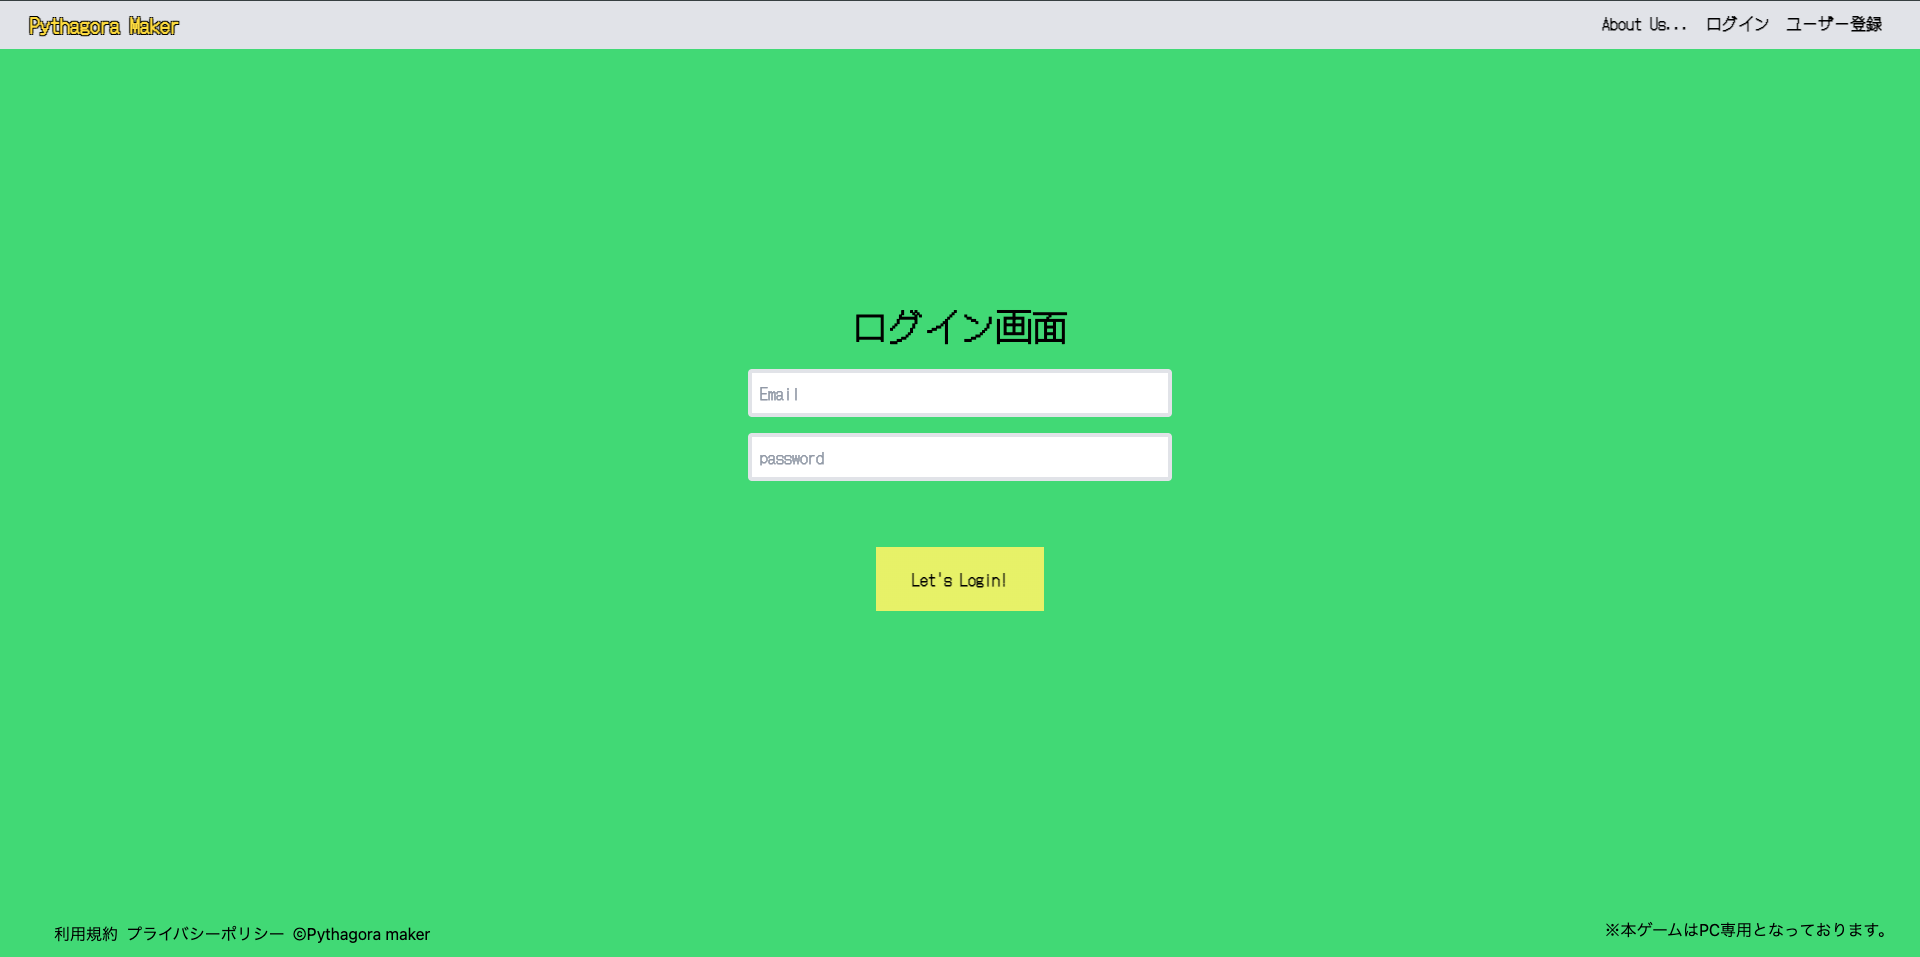 Pythagora Maker
About Us... ログイン ユーザー登録
ログイン画面
Email
password
Let's Login!
利用規約 プライバシーポリシー ©Pythagora maker
※本ゲームはPC専用となっております。